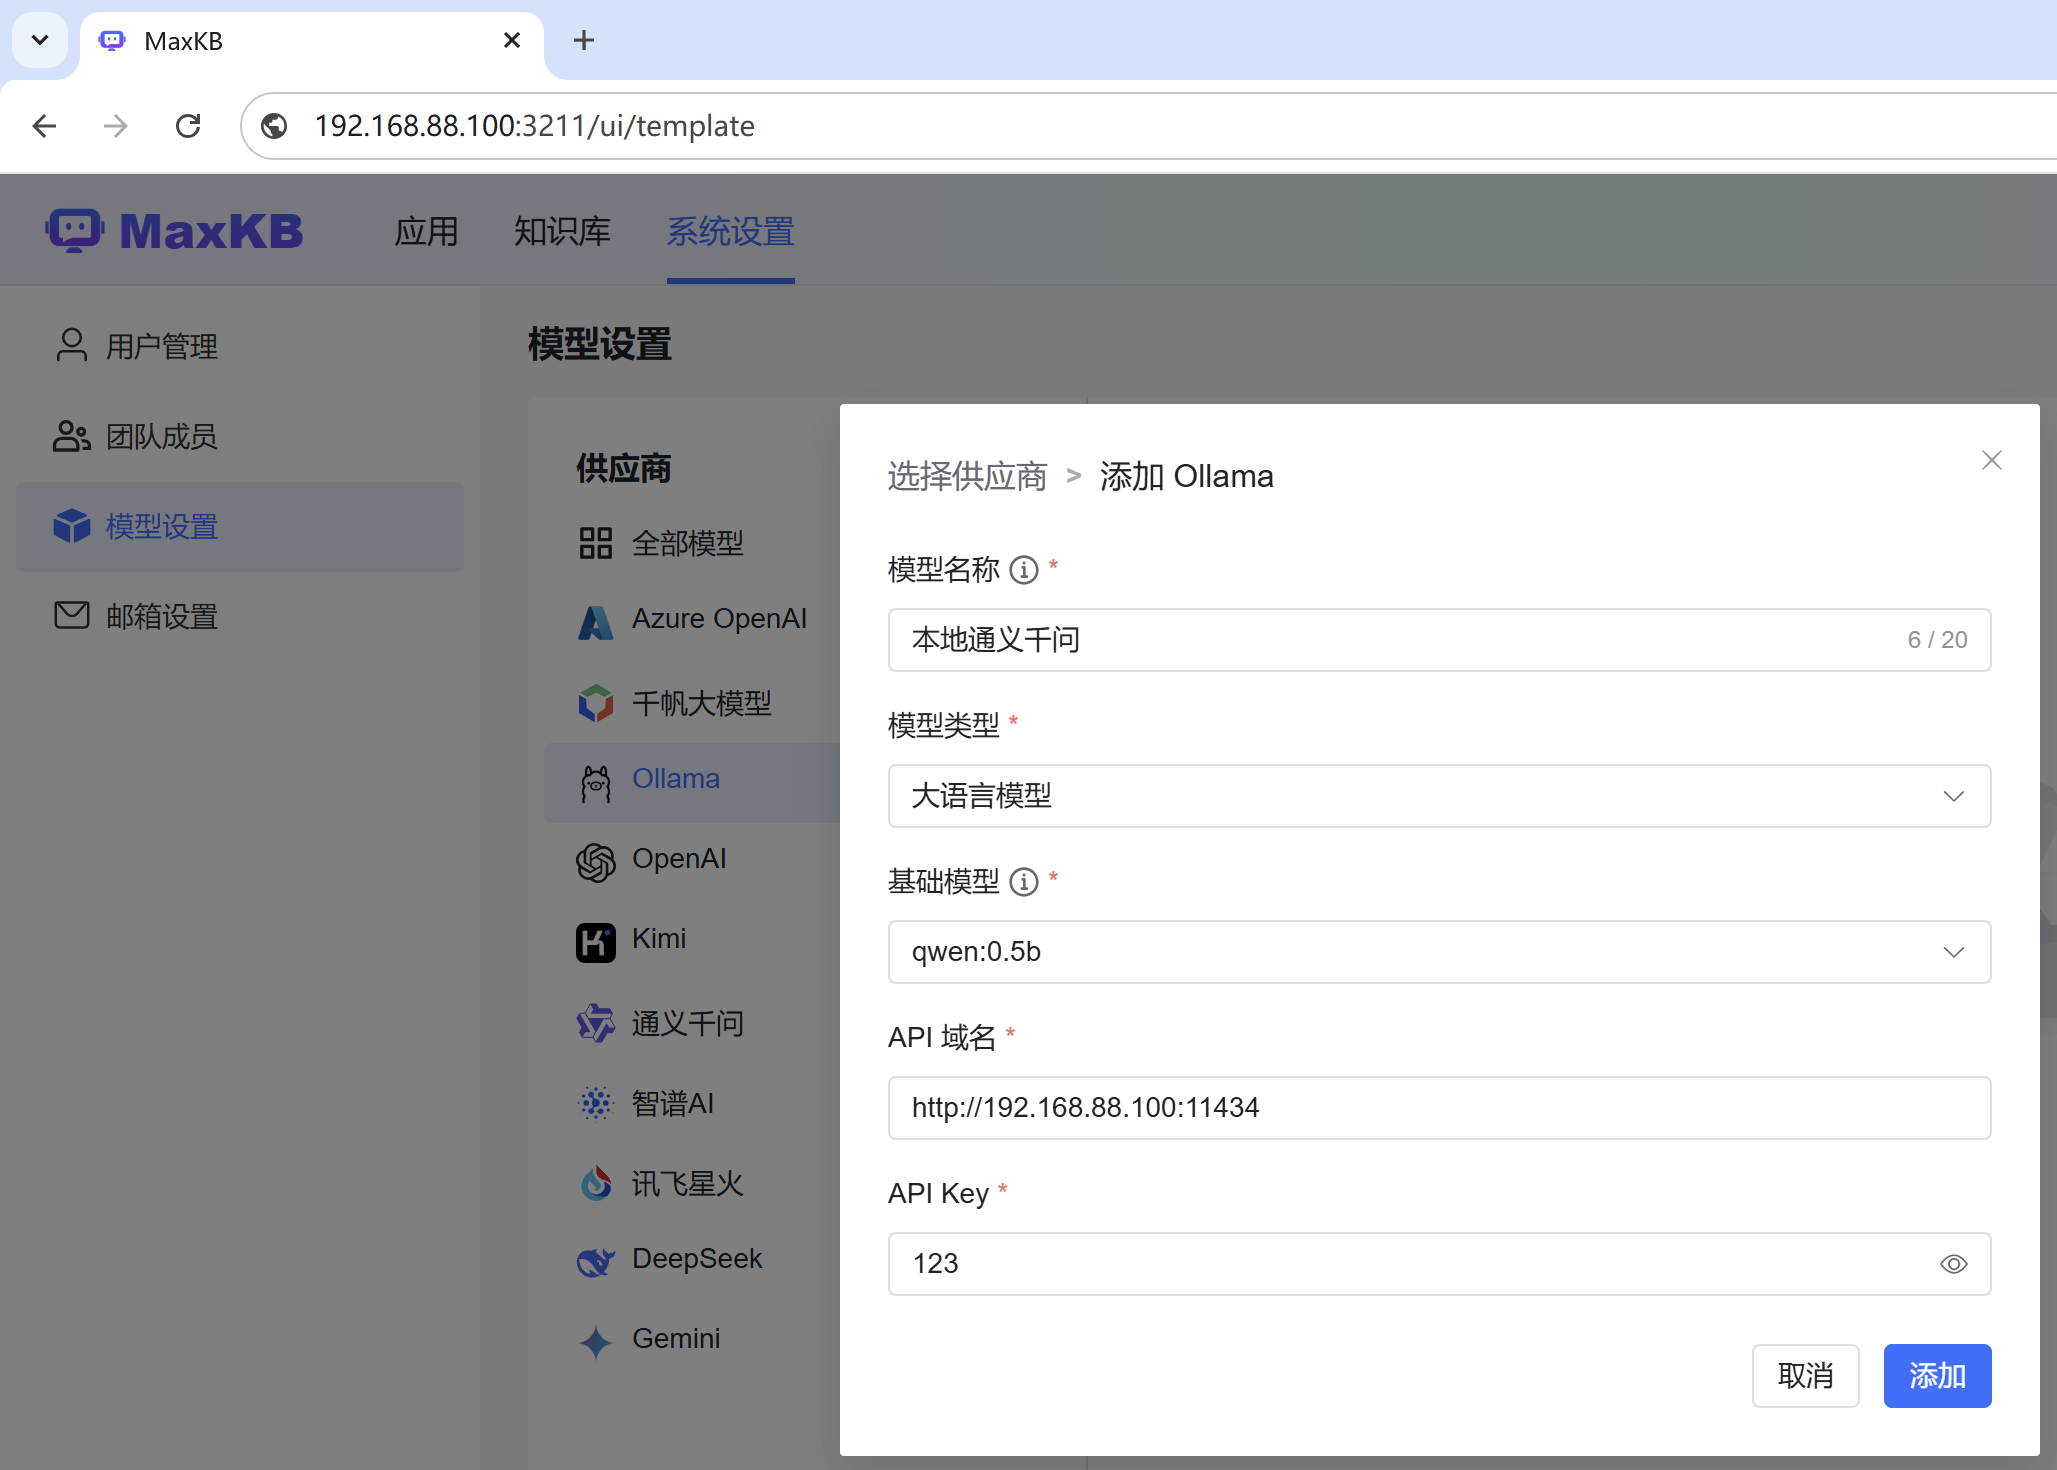 MaxKB
192.168.88.100:3211/ui/template
MaxKB
应用
知识库
系统设置
用户管理
团队成员
模型设置
邮箱设置
模型设置
供应商
全部模型
Azure OpenAI
千帆大模型
Ollama
OpenAI
Kimi
通义千问
智谱AI
讯飞星火
DeepSeek
Gemini
选择供应商 > 添加 Ollama
模型名称 *
本地通义千问
6 / 20
模型类型 *
大语言模型
基础模型 *
qwen:0.5b
API 域名 *
http://192.168.88.100:11434
API Key *
123
取消
添加